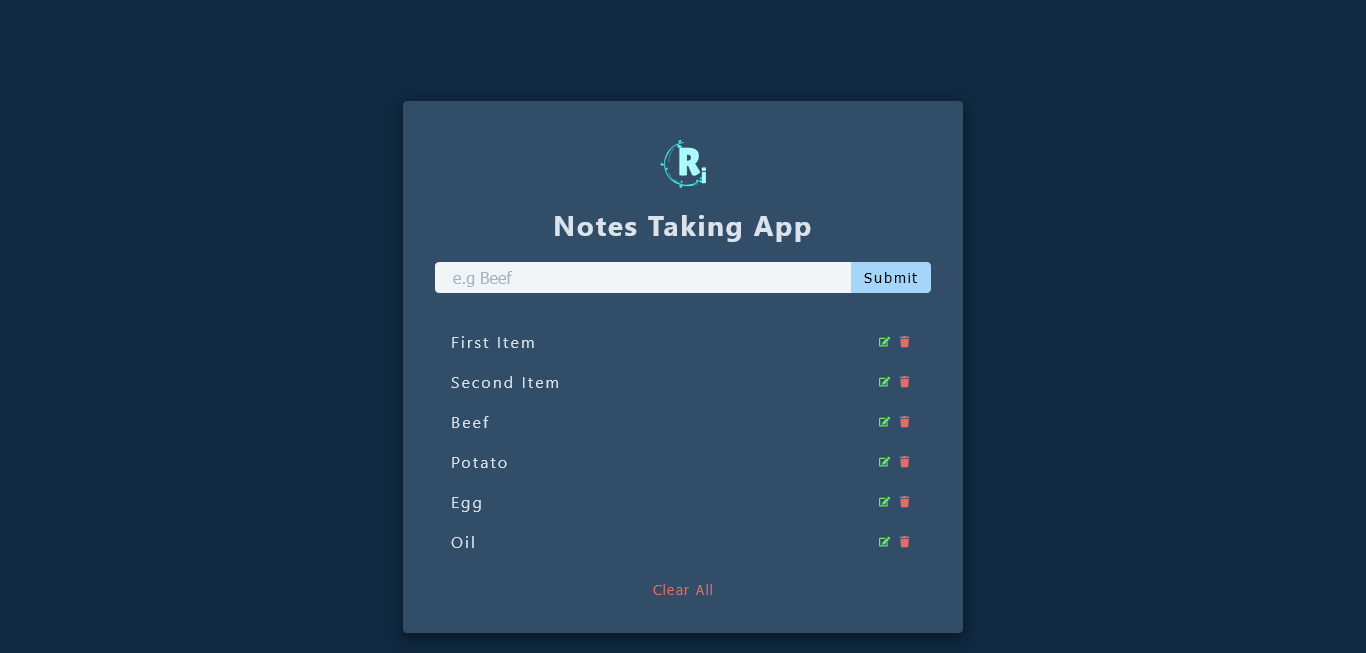 Ri
Notes Taking App
e.g Beef
Submit
First Item
Second Item
Beef
Potato
Egg
Oil
Clear All